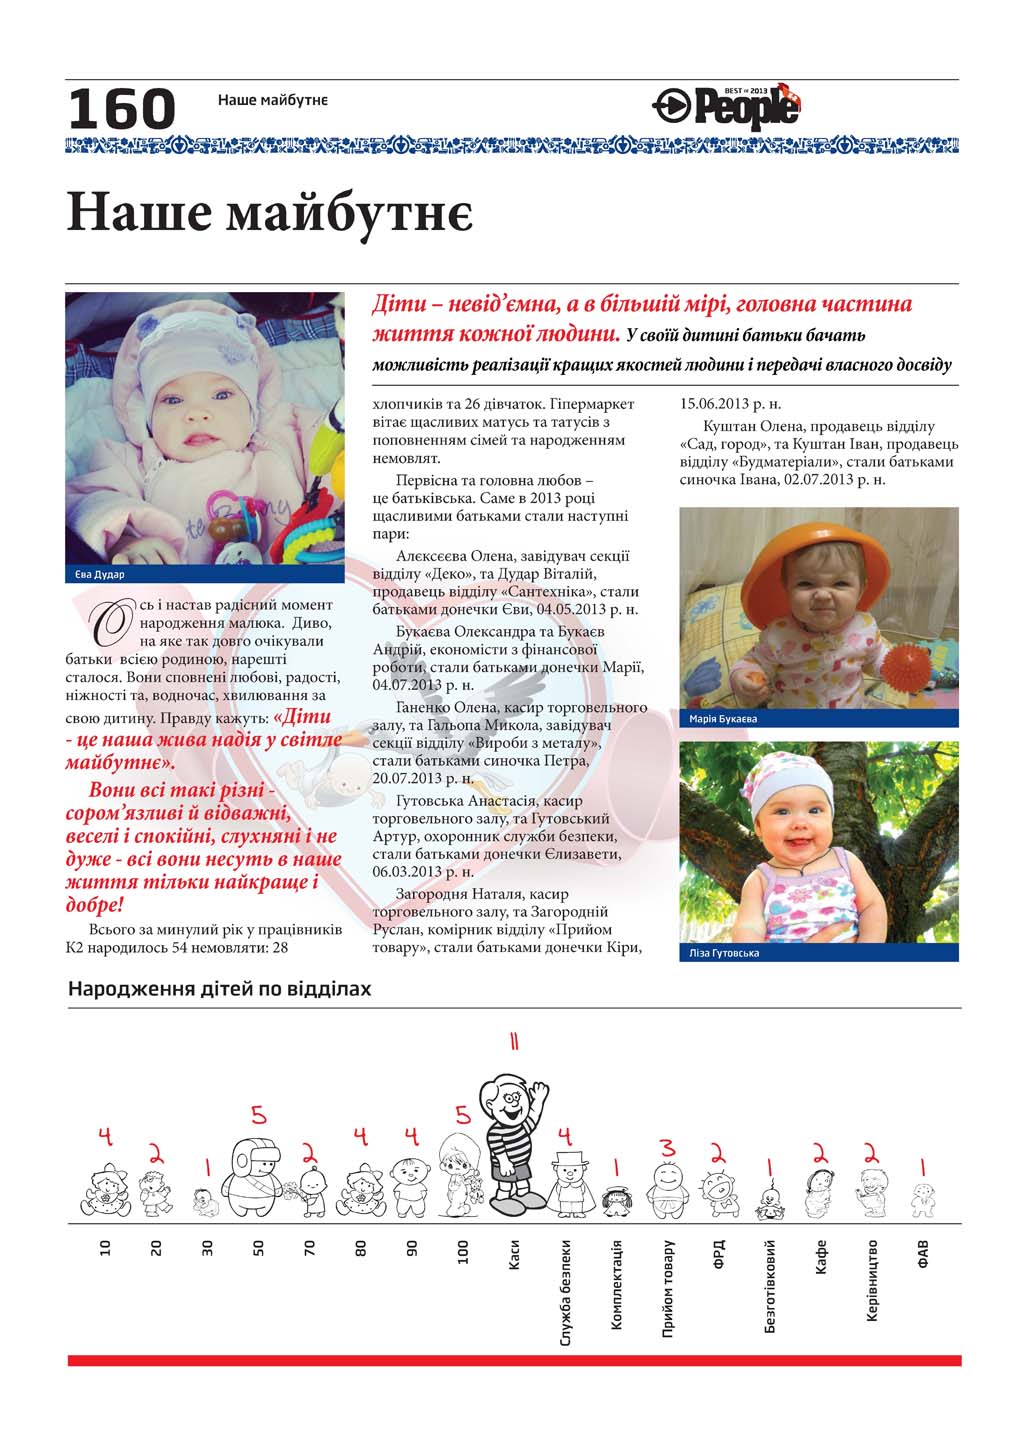 160
Наше майбутнє
BEST OF 2013
People
Наше майбутнє
Діти – невід’ємна, а в більшій мірі, головна частина
життя кожної людини. У своїй дитині батьки бачать
можливість реалізації кращих якостей людини і передачі власного досвіду
Єва Дудар
Ось і настав радісний момент
народження малюка. Диво,
на яке так довго очікували
батьки всією родиною, нарешті
сталося. Вони сповнені любові, радості,
ніжності та, водночас, хвилювання за
свою дитину. Правду кажуть: «Діти
- це наша жива надія у світле
майбутнє».
Вони всі такі різні -
сором’язливі й відважні,
веселі і спокійні, слухняні і не
дуже - всі вони несуть в наше
життя тільки найкраще і
добре!
Всього за минулий рік у працівників
К2 народилось 54 немовляти: 28
хлопчиків та 26 дівчаток. Гіпермаркет
вітає щасливих матусь та татусів з
поповненням сімей та народженням
немовлят.
Первісна та головна любов –
це батьківська. Саме в 2013 році
щасливими батьками стали наступні
пари:
Алєксєєва Олена, завідувач секції
відділу «Деко», та Дудар Віталій,
продавець відділу «Сантехніка», стали
батьками донечки Єви, 04.05.2013 р. н.
Букаєва Олександра та Букаєв
Андрій, економісти з фінансової
роботи, стали батьками донечки Марії,
04.07.2013 р. н.
Ганенко Олена, касир торговельного
залу, та Гальопа Микола, завідувач
секції відділу «Вироби з металу»,
стали батьками синочка Петра,
20.07.2013 р. н.
Гутовська Анастасія, касир
торговельного залу, та Гутовський
Артур, охоронник служби безпеки,
стали батьками донечки Єлизавети,
06.03.2013 р. н.
Загородня Наталя, касир
торговельного залу, та Загородній
Руслан, комірник відділу «Прийом
товару», стали батьками донечки Кіри,
15.06.2013 р. н.
Куштан Олена, продавець відділу
«Сад, город», та Куштан Іван, продавець
відділу «Будматеріали», стали батьками
синочка Івана, 02.07.2013 р. н.
Марія Букаєва
Ліза Гутовська
Народження дітей по відділах
4 2 1 5 2 4 4 5 11 4 1 3 2 1 2 2 1
10
20
30
50
70
80
90
100
Каси
Служба безпеки
Комплектація
Прийом товару
ФРД
Безготівковий
Кафе
Керівництво
ФАВ